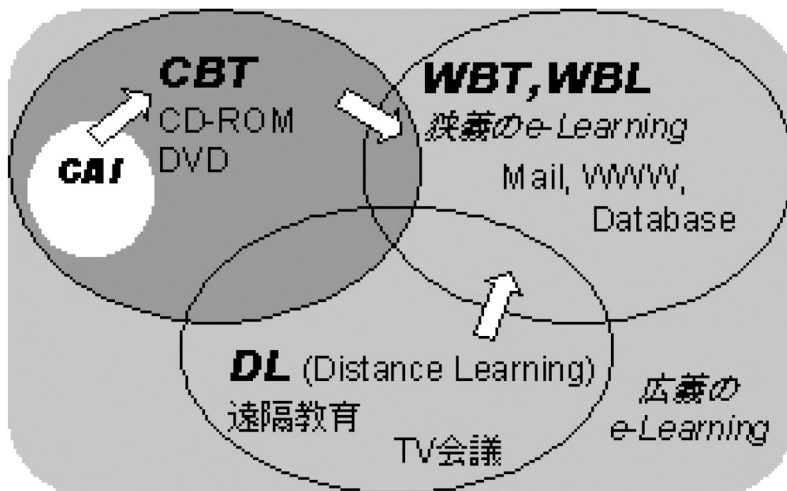 CBT
CD-ROM
DVD
CAI
WBT,WBL
狭義のe-Learning
Mail, WWW,
Database
DL (Distance Learning)
遠隔教育
TV会議
広義の
e-Learning